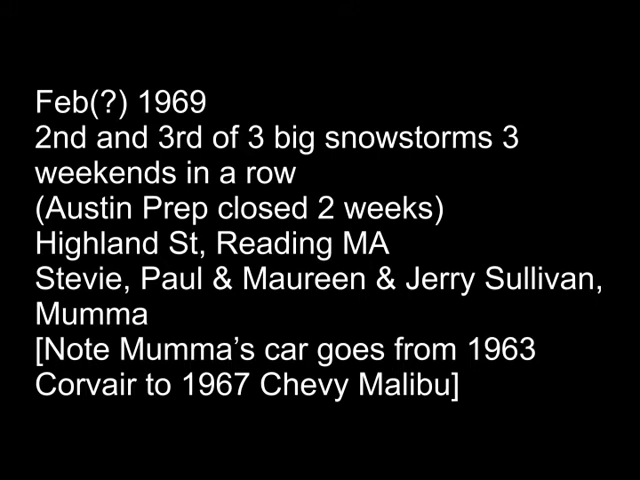 Feb(?) 1969
2nd and 3rd of 3 big snowstorms 3
weekends in a row
(Austin Prep closed 2 weeks)
Highland St, Reading MA
Stevie, Paul & Maureen & Jerry Sullivan,
Mumma
[Note Mumma’s car goes from 1963
Corvair to 1967 Chevy Malibu]